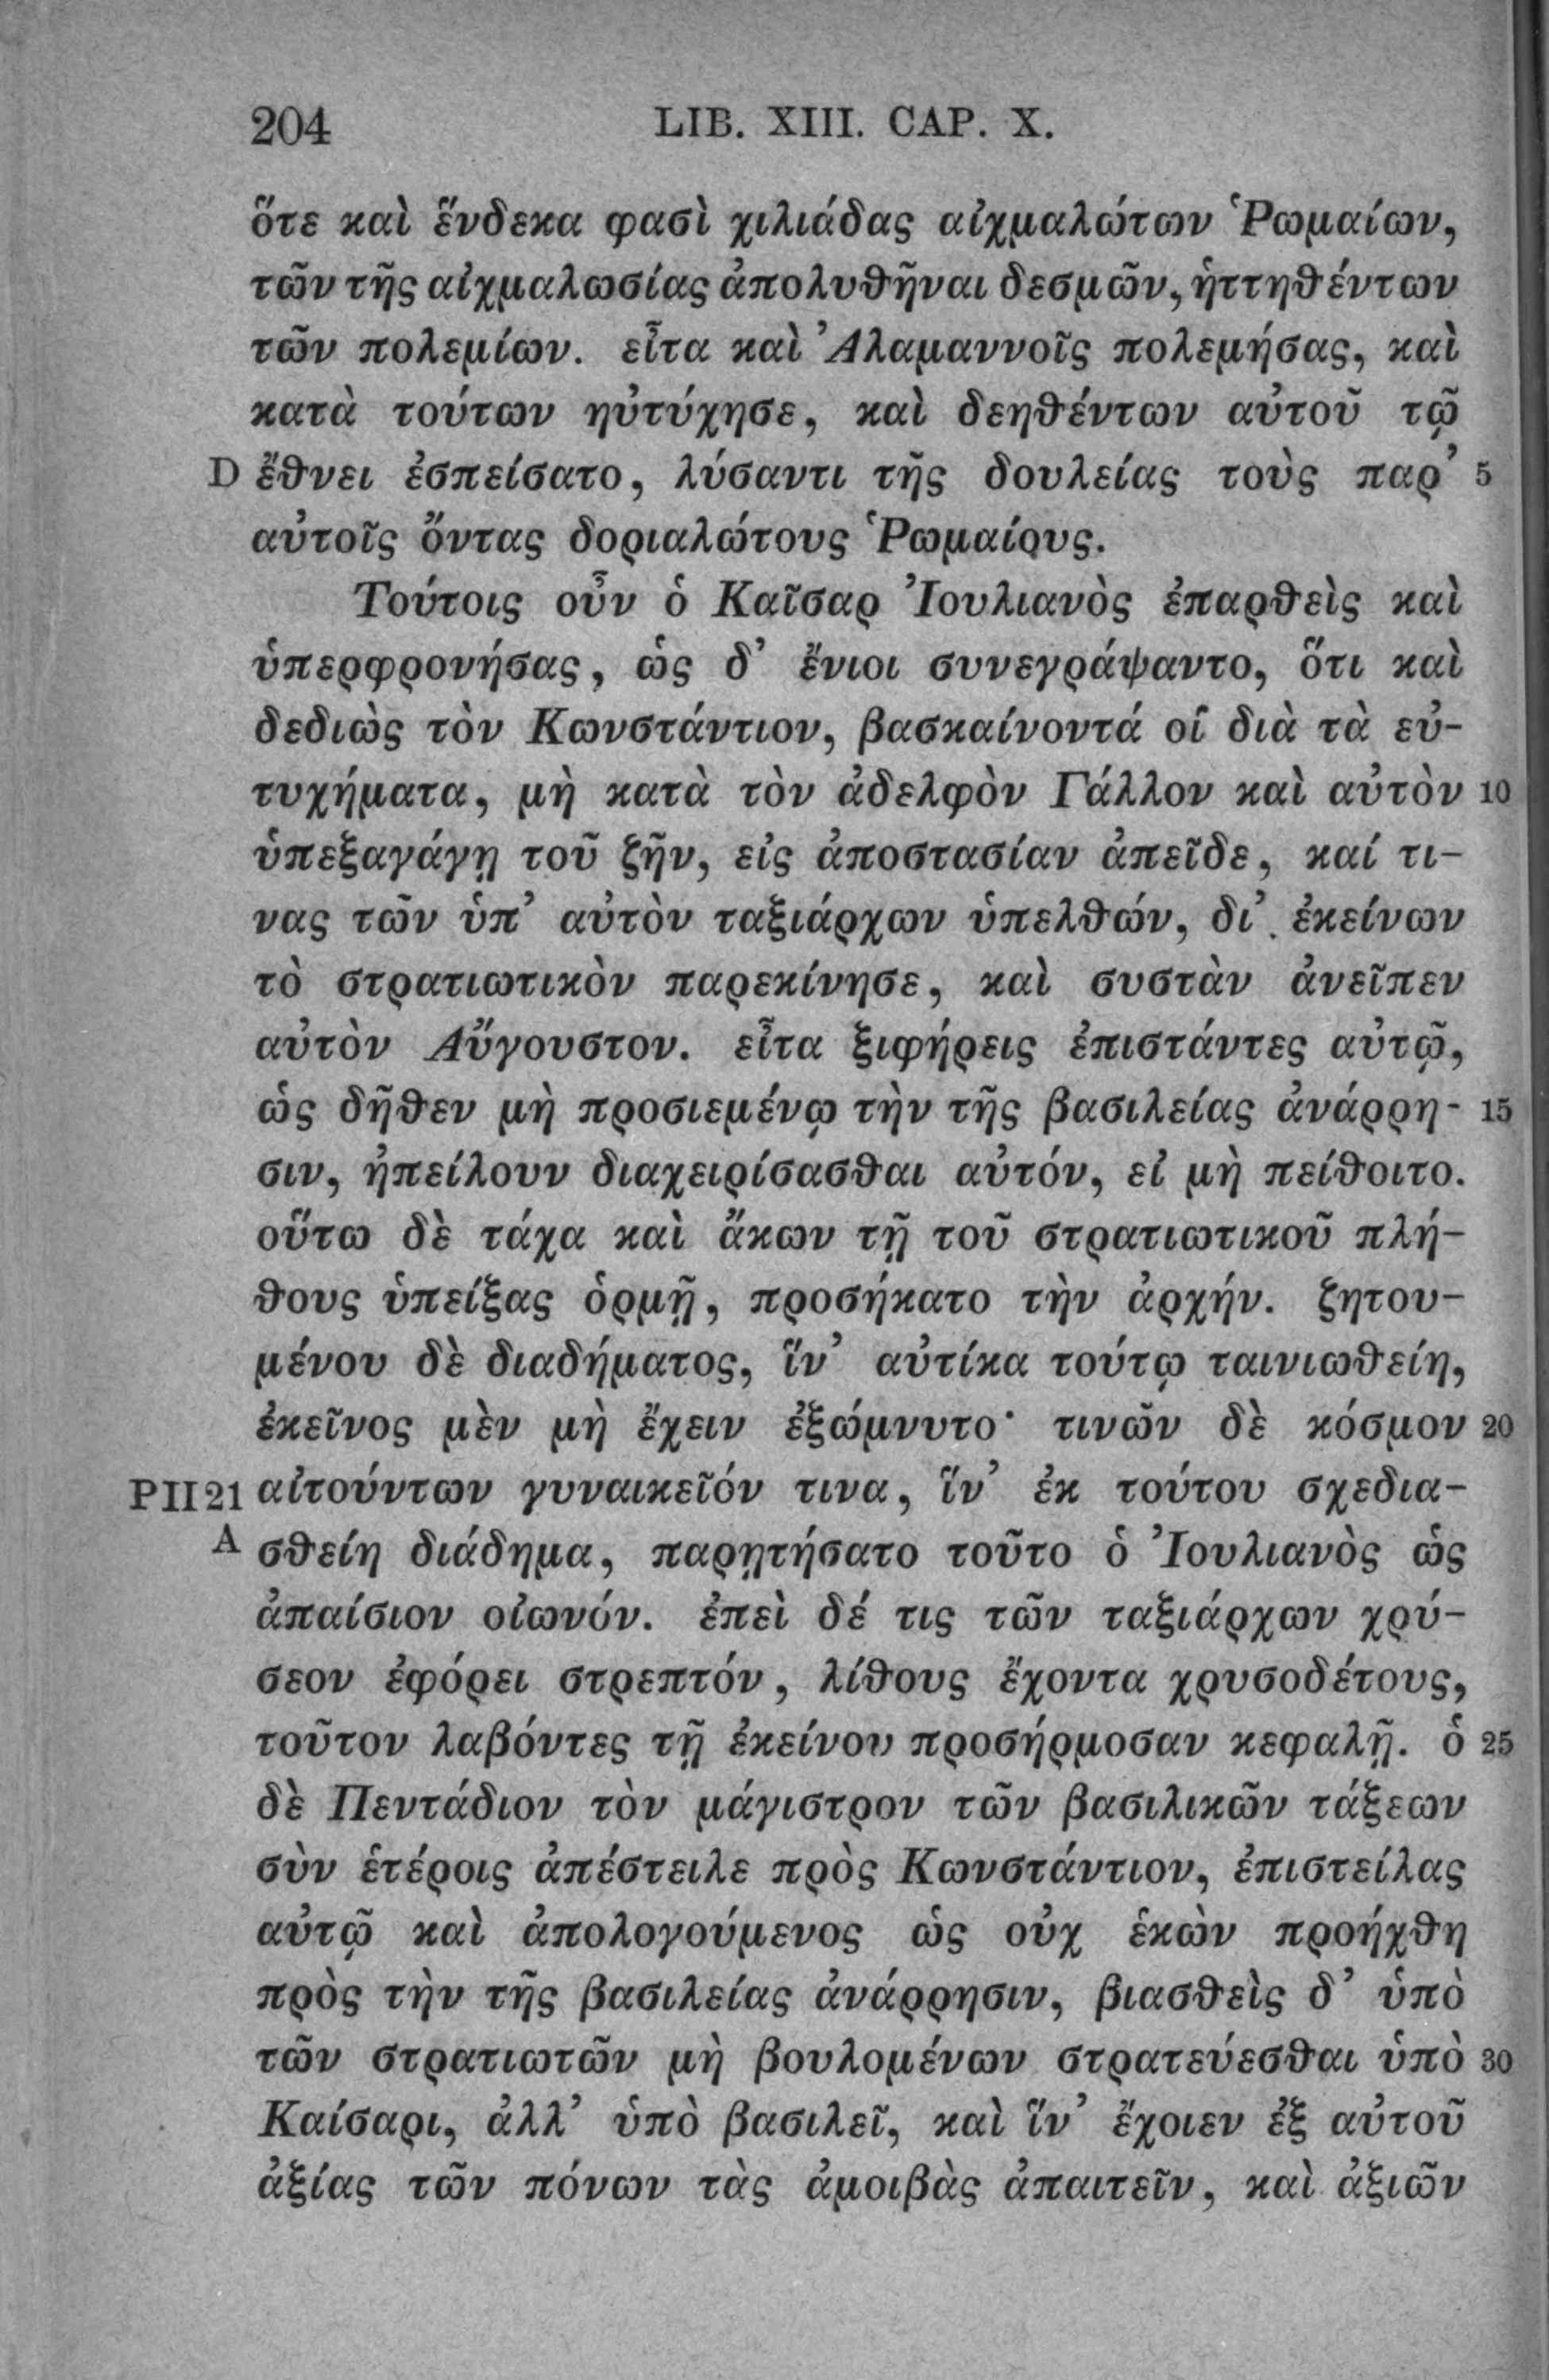 204 LIB. XIII. CAP. X.
ὅτε καὶ ἕνδεκα φασὶ χιλιάδας αἰχμαλώτων Ῥωμαίων,
τῶν τῆς αἰχμαλωσίας ἀπολυθῆναι δεσμῶν, ἡττηθέντων
τῶν πολεμίων. εἶτα καὶ Ἀλαμαννοῖς πολεμήσας, καὶ
κατὰ τούτων ηὐτύχησε, καὶ δεηθέντων αὐτοῦ τῷ
D ἔθνει ἐσπείσατο, λύσαντι τῆς δουλείας τοὺς παρ’ 5
αὐτοῖς ὄντας δοριαλώτους Ῥωμαίους.
Τούτοις οὖν ὁ Καῖσαρ Ἰουλιανὸς ἐπαρθεὶς καὶ
ὑπερφρονήσας, ὡς δ’ ἔνιοι συνεγράψαντο, ὅτι καὶ
δεδιὼς τὸν Κωνστάντιον, βασκαίνοντά οἱ διὰ τὰ εὐ-
τυχήματα, μὴ κατὰ τὸν ἀδελφὸν Γάλλον καὶ αὐτὸν 10
ὑπεξαγάγῃ τοῦ ζῆν, εἰς ἀποστασίαν ἀπεῖδε, καί τι-
νας τῶν ὑπ’ αὐτὸν ταξιάρχων ὑπελθών, δι’ ἐκείνων
τὸ στρατιωτικὸν παρεκίνησε, καὶ συστὰν ἀνεῖπεν
αὐτὸν Αὔγουστον. εἶτα ξιφήρεις ἐπιστάντες αὐτῷ,
ὡς δῆθεν μὴ προσιεμένῳ τὴν τῆς βασιλείας ἀνάρρη- 15
σιν, ἠπείλουν διαχειρίσασθαι αὐτόν, εἰ μὴ πείθοιτο.
οὕτω δὲ τάχα καὶ ἄκων τῇ τοῦ στρατιωτικοῦ πλή-
θους ὑπείξας ὁρμῇ, προσήκατο τὴν ἀρχήν. ζητου-
μένου δὲ διαδήματος, ἵν’ αὐτίκα τούτῳ ταινιωθείη,
ἐκεῖνος μὲν μὴ ἔχειν ἐξώμνυτο· τινῶν δὲ κόσμον 20
PII21 αἰτούντων γυναικεῖόν τινα, ἵν’ ἐκ τούτου σχεδια-
A σθείη διάδημα, παρῃτήσατο τοῦτο ὁ Ἰουλιανὸς ὡς
ἀπαίσιον οἰωνόν. ἐπεὶ δέ τις τῶν ταξιάρχων χρύ-
σεον ἐφόρει στρεπτόν, λίθους ἔχοντα χρυσοδέτους,
τοῦτον λαβόντες τῇ ἐκείνου προσήρμοσαν κεφαλῇ. ὁ 25
δὲ Πεντάδιον τὸν μάγιστρον τῶν βασιλικῶν τάξεων
σὺν ἑτέροις ἀπέστειλε πρὸς Κωνστάντιον, ἐπιστείλας
αὐτῷ καὶ ἀπολογούμενος ὡς οὐχ ἑκὼν προήχθη
πρὸς τὴν τῆς βασιλείας ἀνάρρησιν, βιασθεὶς δ’ ὑπὸ
τῶν στρατιωτῶν μὴ βουλομένων στρατεύεσθαι ὑπὸ 30
Καίσαρι, ἀλλ’ ὑπὸ βασιλεῖ, καὶ ἵν’ ἔχοιεν ἐξ αὐτοῦ
ἀξίας τῶν πόνων τὰς ἀμοιβὰς ἀπαιτεῖν, καὶ ἀξιῶν